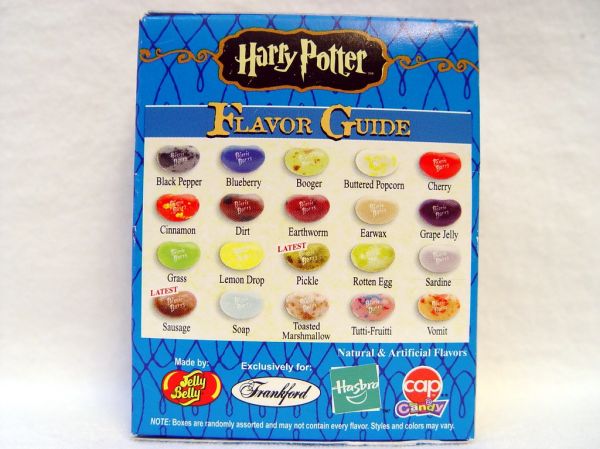 Harry Potter™
FLAVOR GUIDE
Black Pepper Blueberry Booger Buttered Popcorn Cherry
Cinnamon Dirt Earthworm Earwax Grape Jelly
LATEST
Grass Lemon Drop Pickle Rotten Egg Sardine
LATEST
Sausage Soap Toasted Marshmallow Tutti-Fruitti Vomit
Natural & Artificial Flavors
Made by: Exclusively for:
Jelly Belly Frankford Hasbro cap Candy
NOTE: Boxes are randomly assorted and may not contain every flavor. Styles and colors may vary.